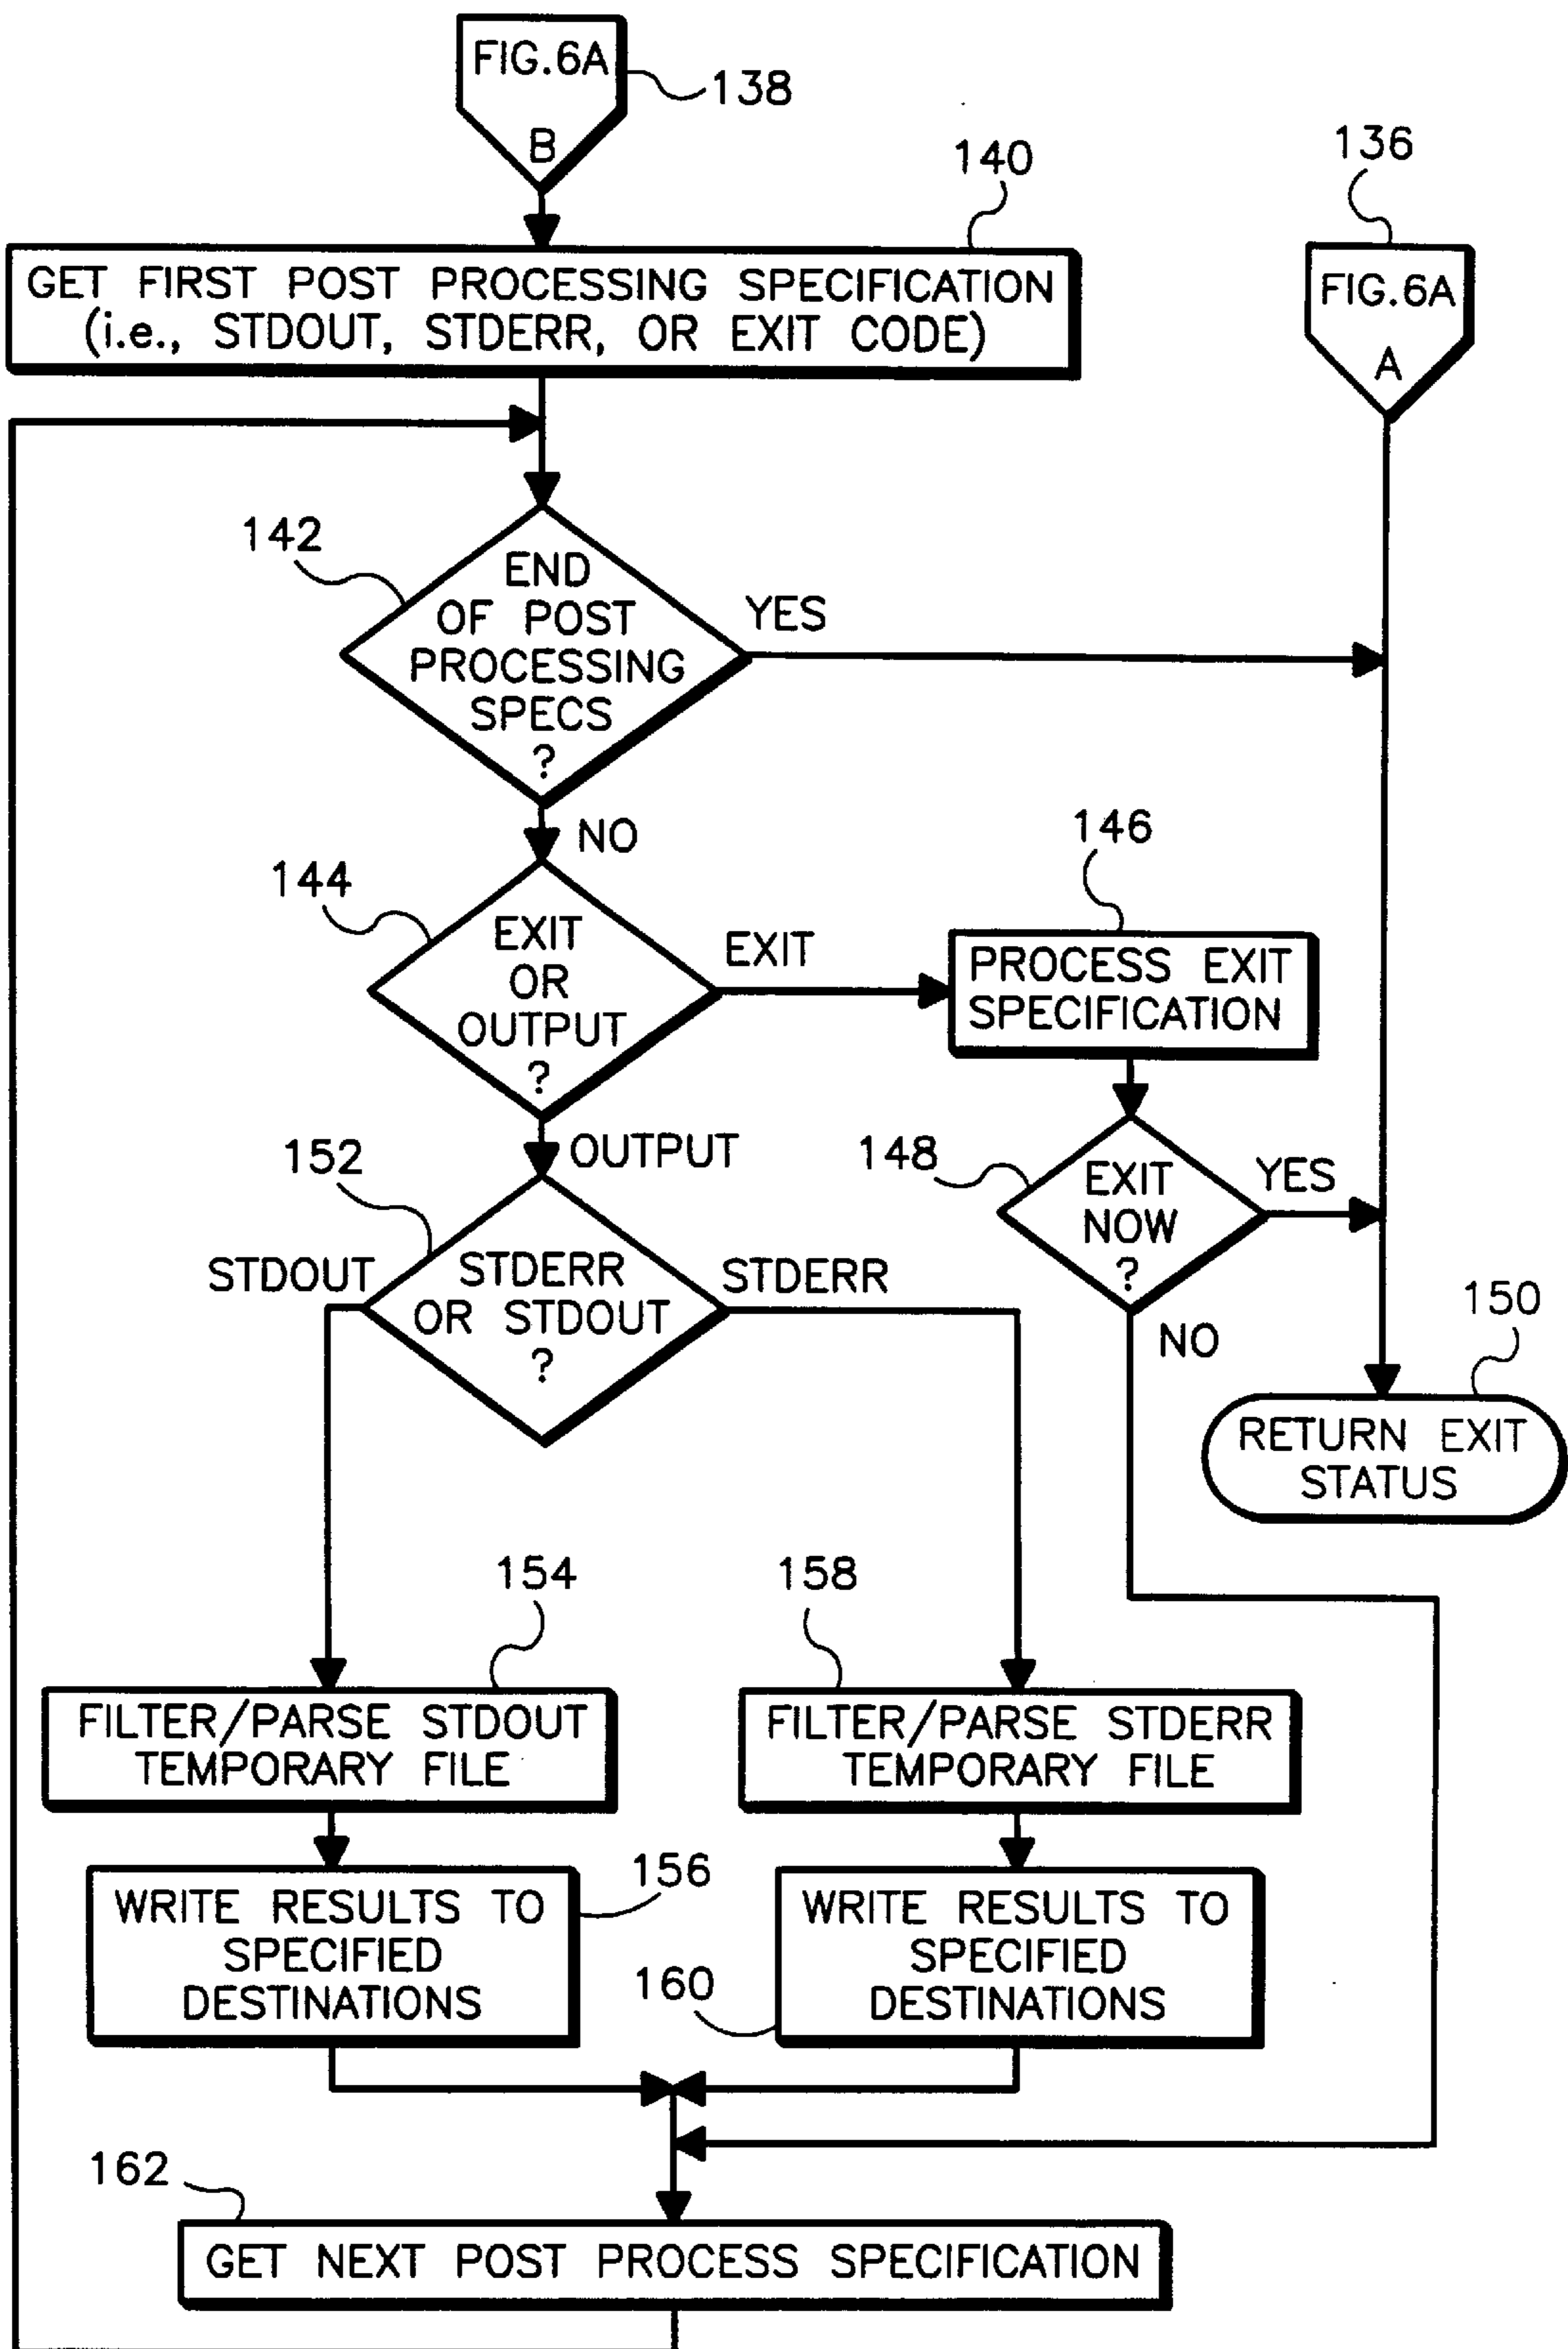 FIG.6A
B
138
140
136
GET FIRST POST PROCESSING SPECIFICATION
(i.e., STDOUT, STDERR, OR EXIT CODE)
FIG.6A
A
142
END
OF POST
PROCESSING
SPECS
?
YES
NO
144
EXIT
OR
OUTPUT
?
EXIT
146
PROCESS EXIT
SPECIFICATION
OUTPUT
148
EXIT
NOW
?
YES
NO
152
STDOUT
STDERR
OR STDOUT
?
STDERR
150
RETURN EXIT
STATUS
154
158
FILTER/PARSE STDOUT
TEMPORARY FILE
FILTER/PARSE STDERR
TEMPORARY FILE
156
WRITE RESULTS TO
SPECIFIED
DESTINATIONS
160
WRITE RESULTS TO
SPECIFIED
DESTINATIONS
162
GET NEXT POST PROCESS SPECIFICATION